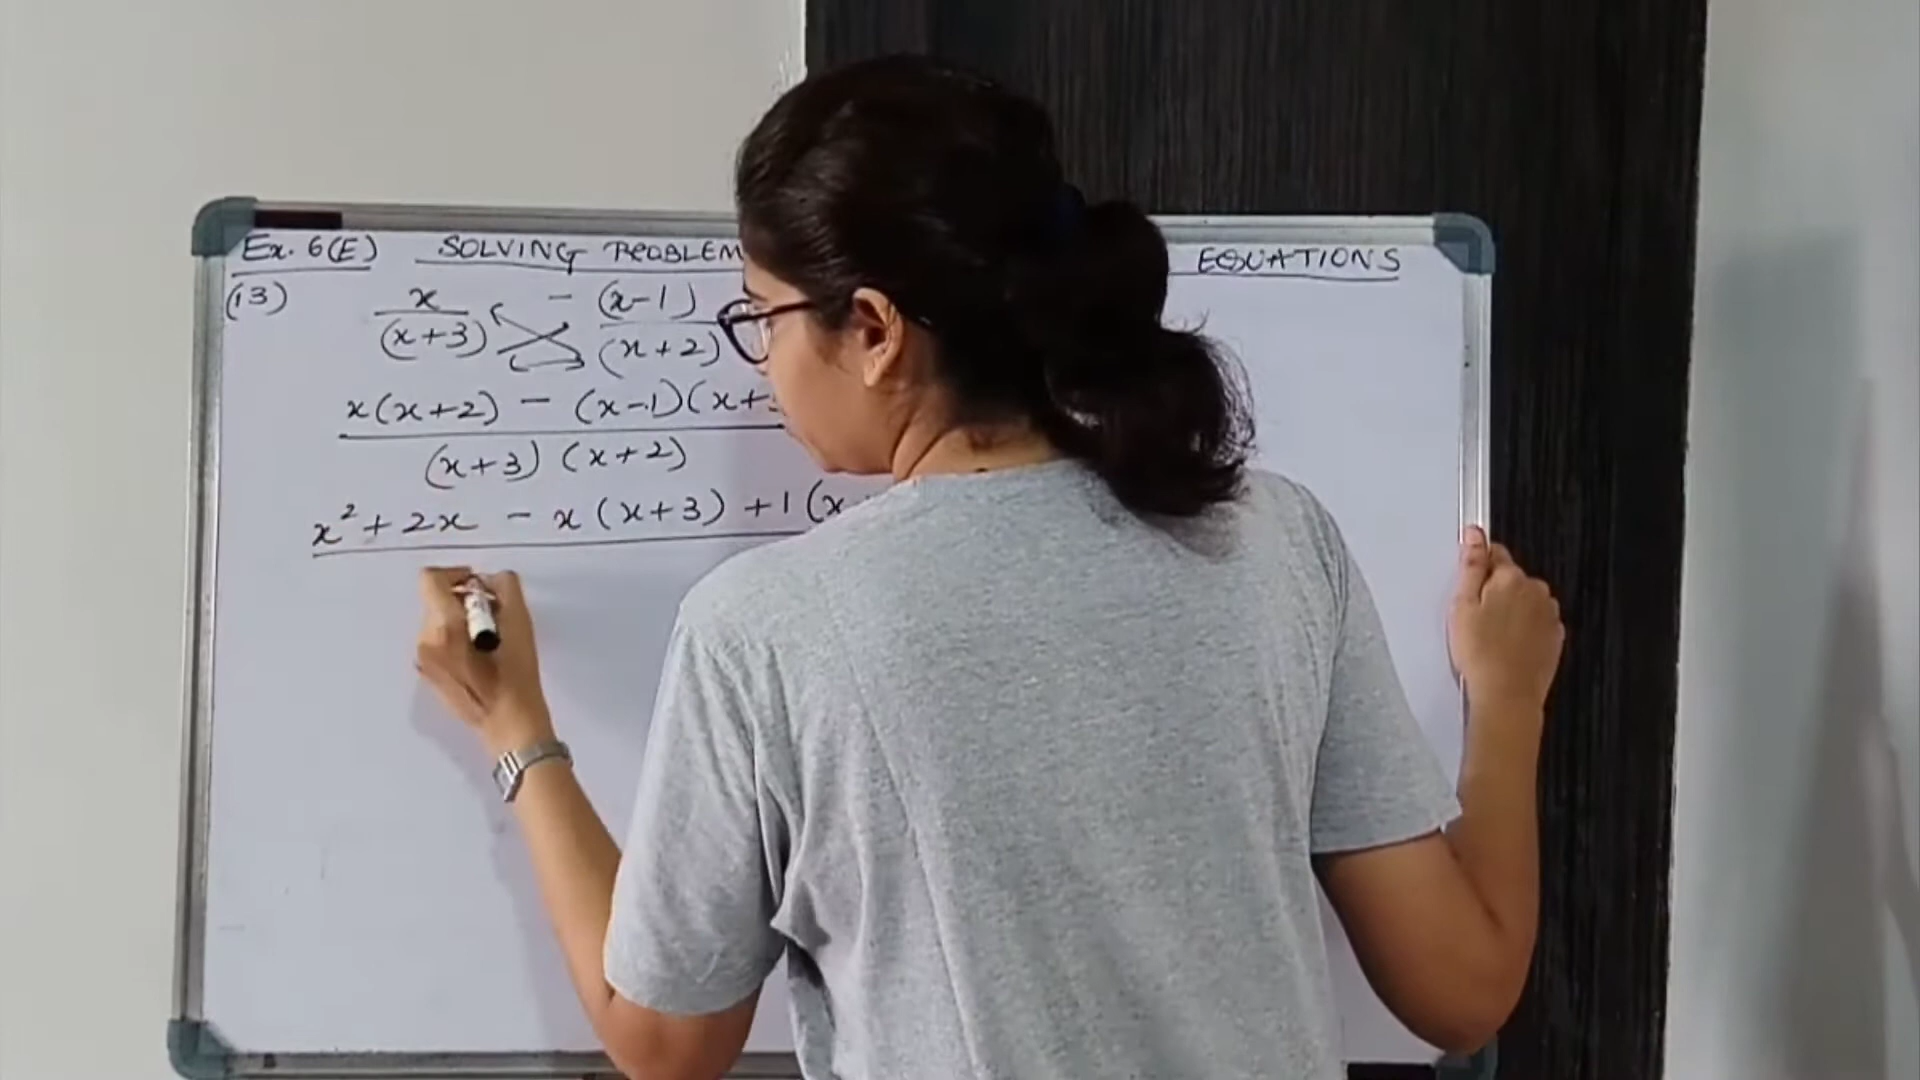 Ex. 6(E) SOLVING PROBLEM EQUATIONS
(13) x/(x+3) - (x-1)/(x+2)
x(x+2) - (x-1)(x+
(x+3) (x+2)
x² + 2x - x(x+3) +1(x